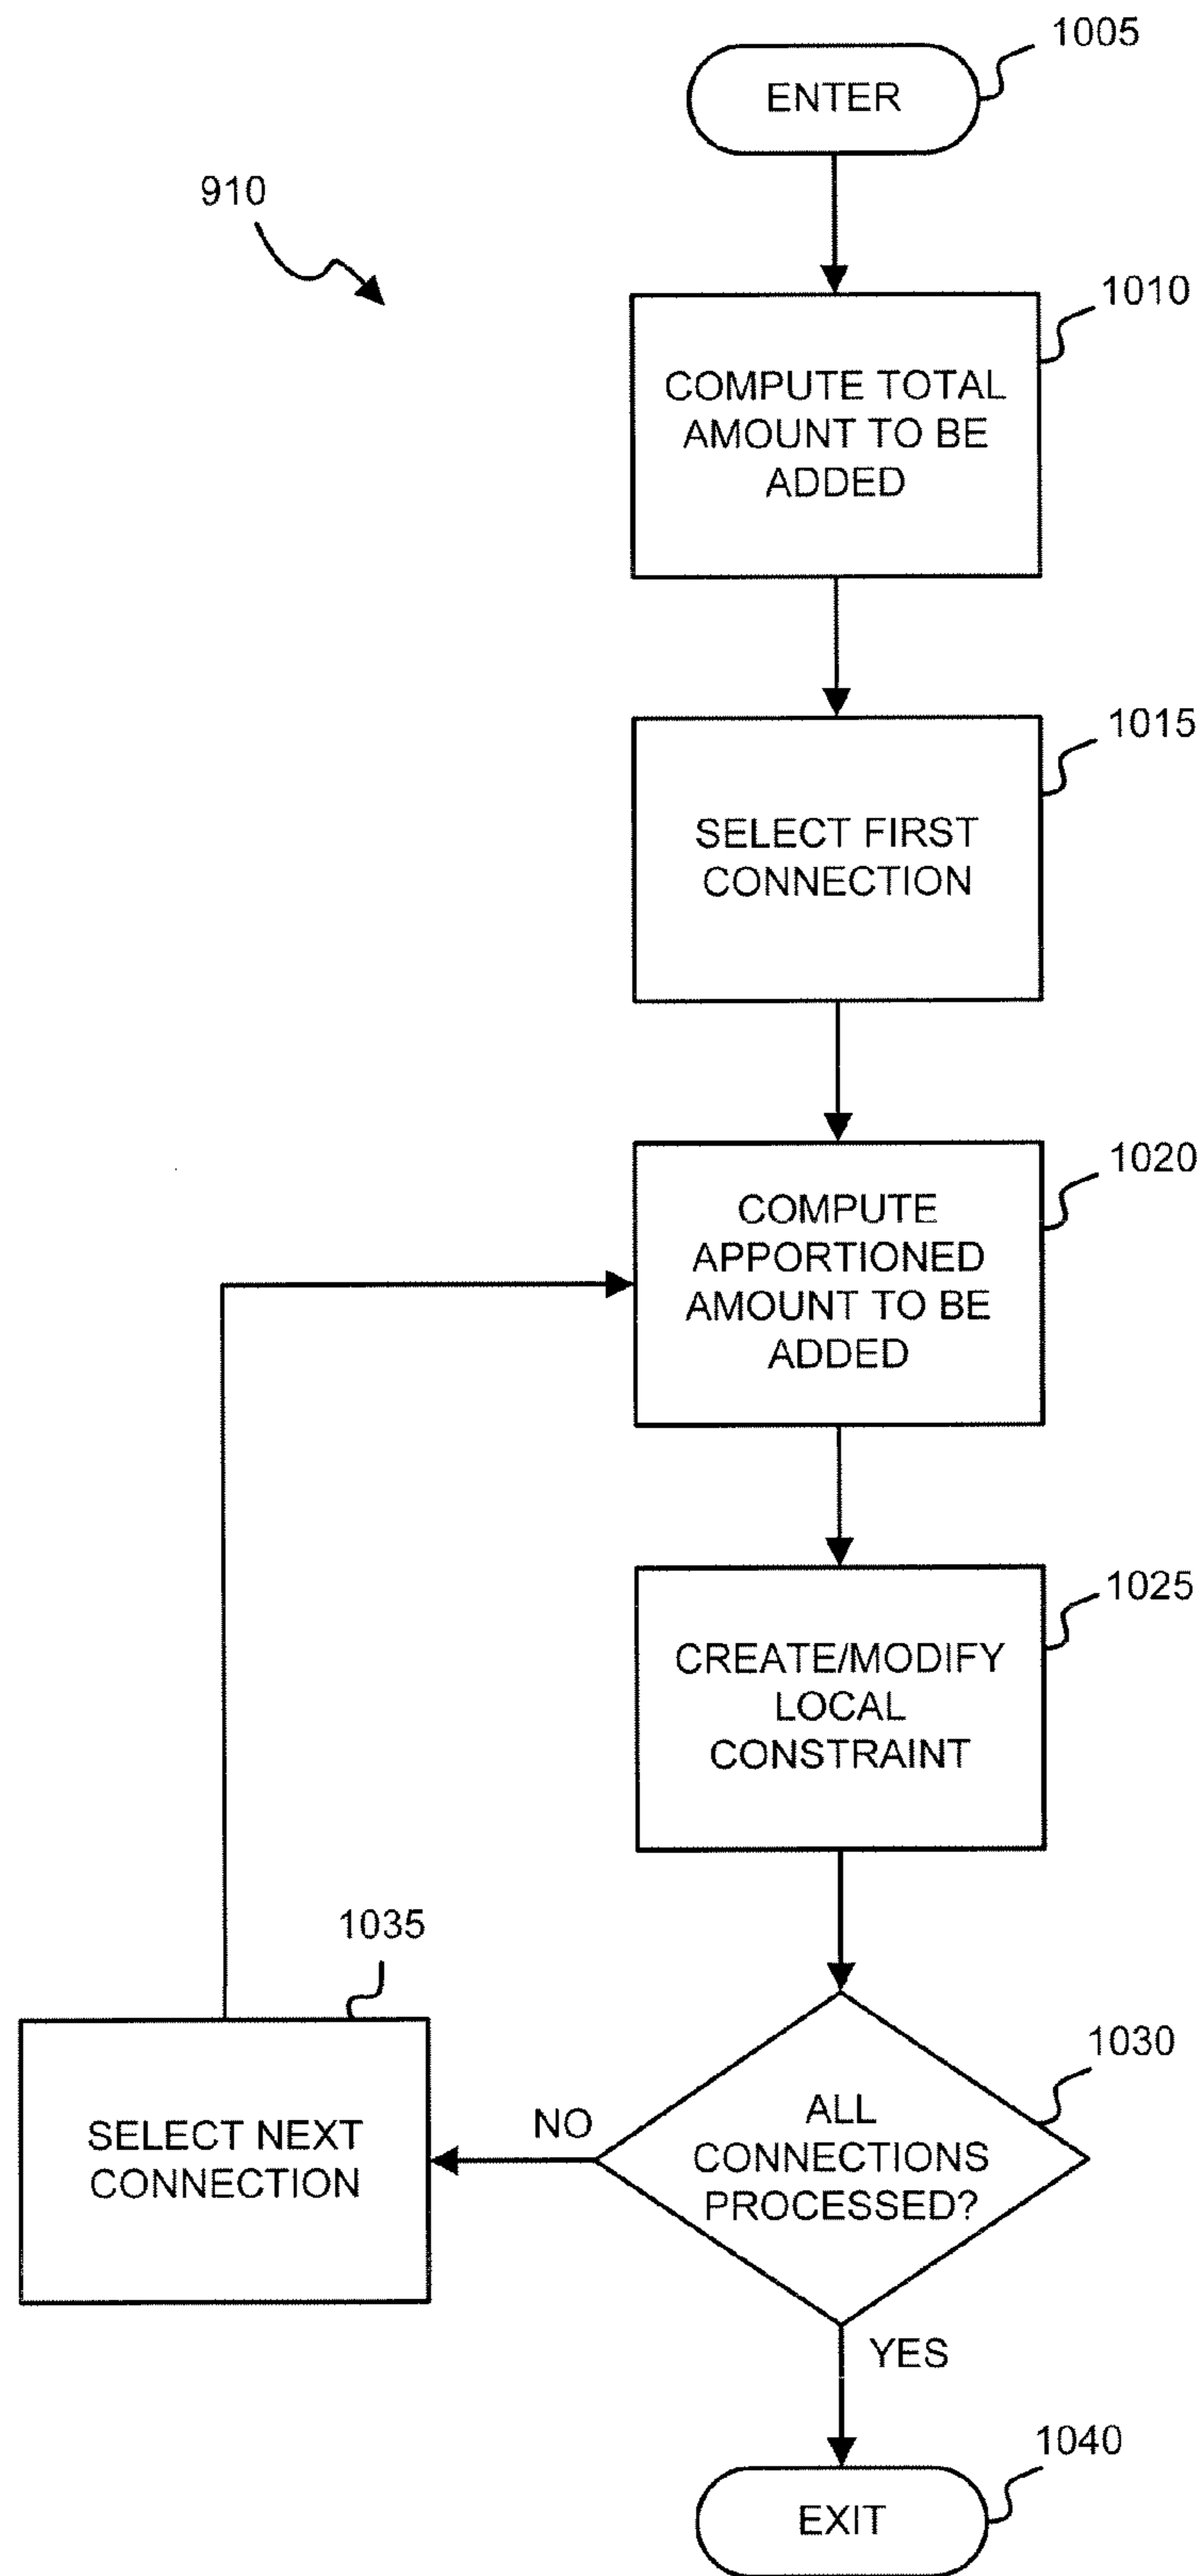 1005
ENTER
910
1010
COMPUTE TOTAL
AMOUNT TO BE
ADDED
1015
SELECT FIRST
CONNECTION
1020
COMPUTE
APPORTIONED
AMOUNT TO BE
ADDED
1025
CREATE/MODIFY
LOCAL
CONSTRAINT
1035
1030
SELECT NEXT
CONNECTION
NO
ALL
CONNECTIONS
PROCESSED?
YES
1040
EXIT